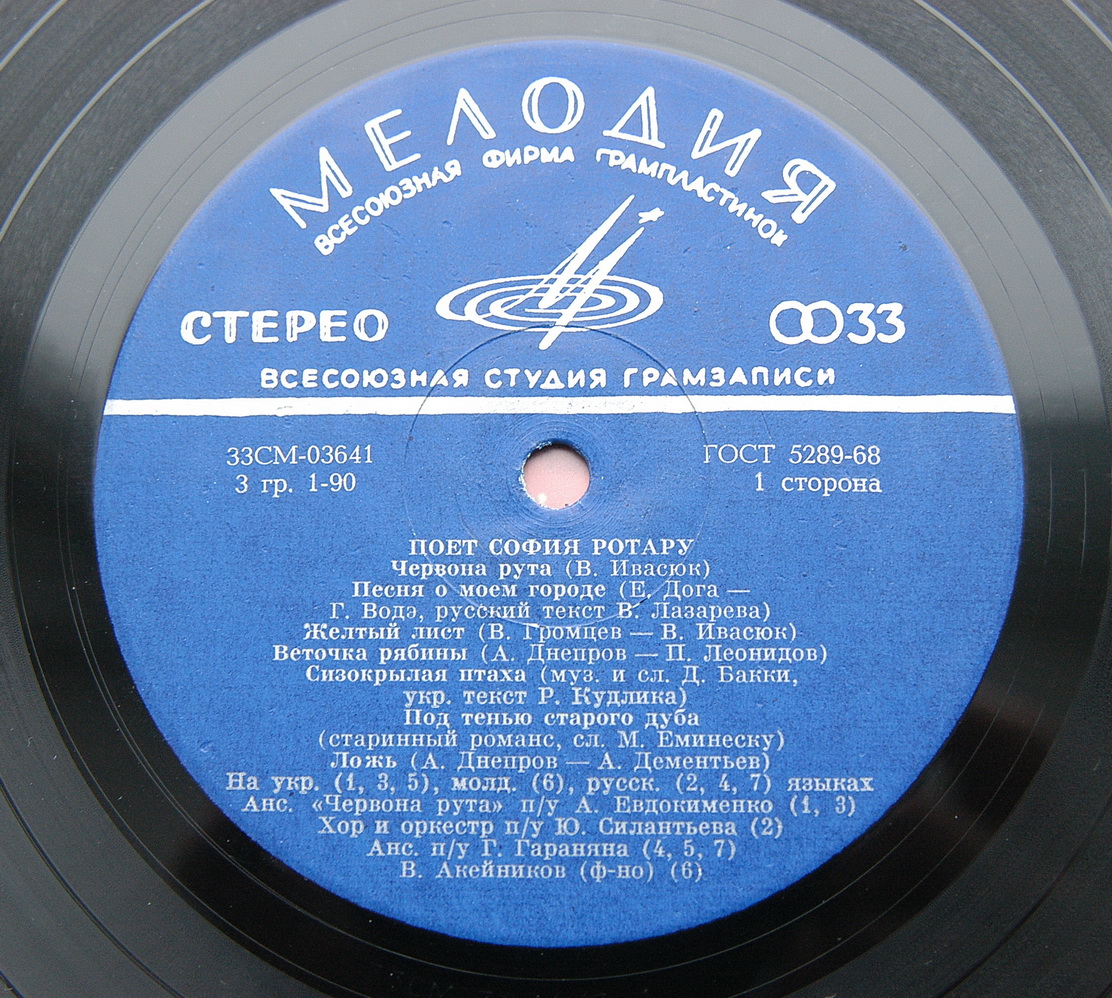 МЕЛОДИЯ
ВСЕСОЮЗНАЯ ФИРМА ГРАМПЛАСТИНОК
СТЕРЕО
33
ВСЕСОЮЗНАЯ СТУДИЯ ГРАМЗАПИСИ
33СМ-03641
ГОСТ 5289-68
3 гр. 1-90
1 сторона
ПОЕТ СОФИЯ РОТАРУ
Червона рута (В. Ивасюк)
Песня о моем городе (Е. Дога —
Г. Водэ, русский текст В. Лазарева)
Желтый лист (В. Громцев — В. Ивасюк)
Веточка рябины (А. Днепров — П. Леонидов)
Сизокрылая птаха (муз. и сл. Д. Бакки,
укр. текст Р. Кудлика)
Под тенью старого дуба
(старинный романс, сл. М. Еминеску)
Ложь (А. Днепров — А. Дементьев)
На укр. (1, 3, 5), молд. (6), русск. (2, 4, 7) языках
Анс. «Червона рута» п/у А. Евдокименко (1, 3)
Хор и оркестр п/у Ю. Силантьева (2)
Анс. п/у Г. Гараняна (4, 5, 7)
В. Акейников (ф-но) (6)